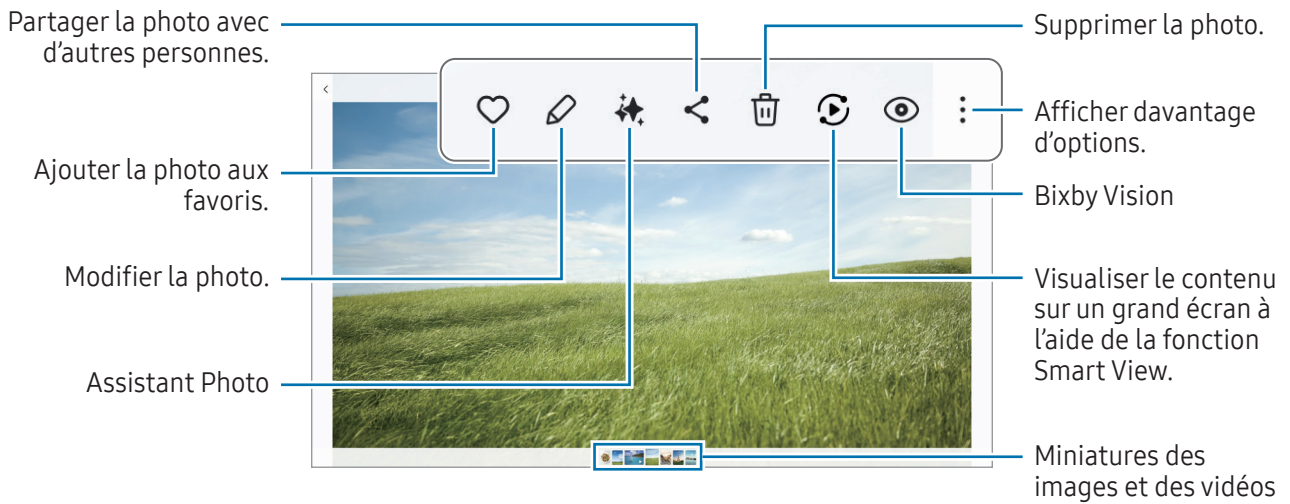 Partager la photo avec
d'autres personnes.
Ajouter la photo aux
favoris.
Modifier la photo.
Assistant Photo
Supprimer la photo.
Afficher davantage
d'options.
Bixby Vision
Visualiser le contenu
sur un grand écran à
l'aide de la fonction
Smart View.
Miniatures des
images et des vidéos